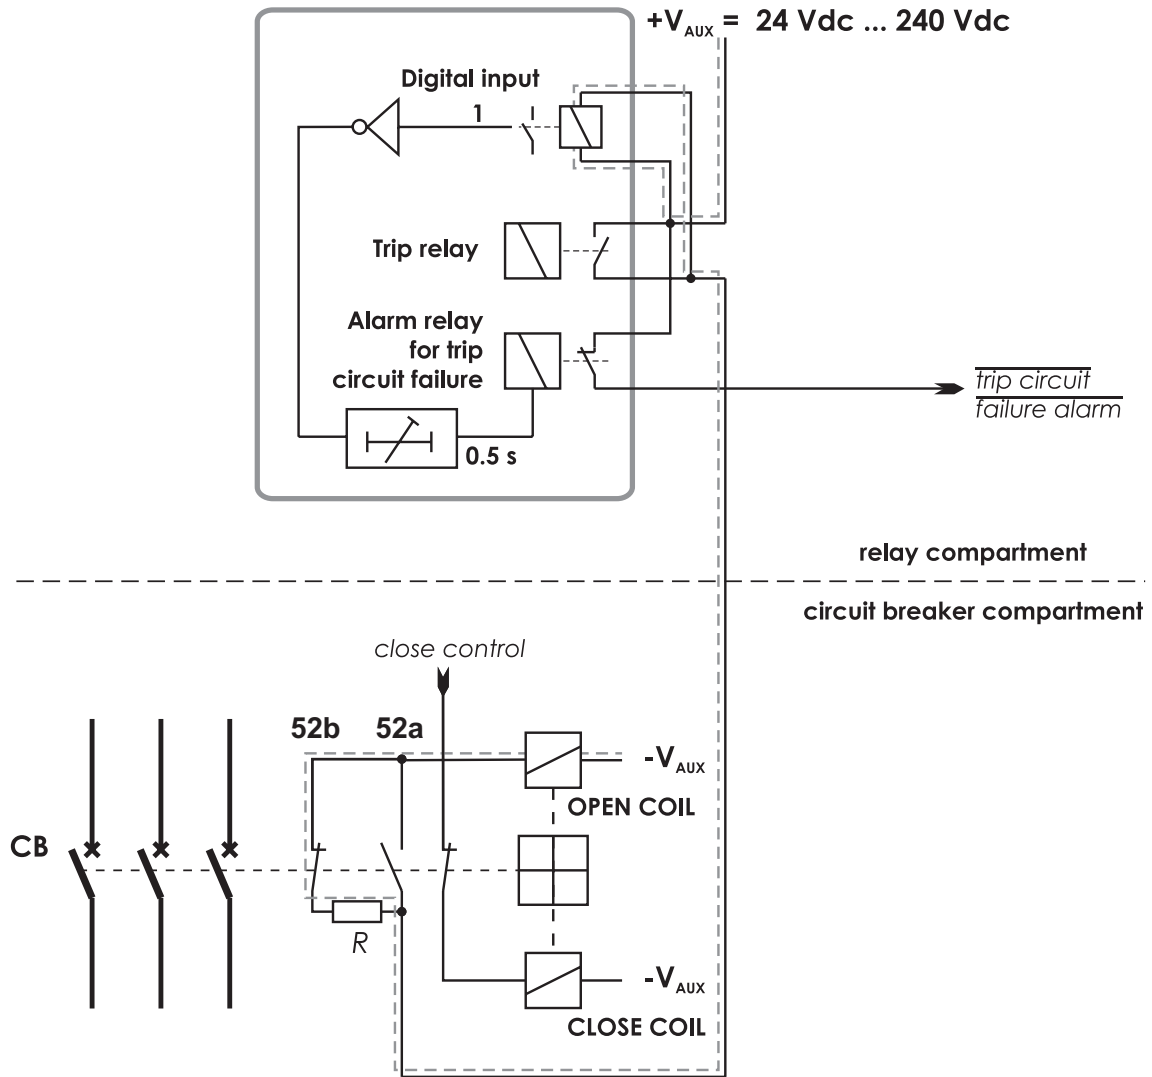 +VAUX = 24 Vdc ... 240 Vdc
Digital input
1
Trip relay
Alarm relay
for trip
circuit failure
0.5 s
trip circuit
failure alarm
relay compartment
circuit breaker compartment
close control
52b
52a
-VAUX
OPEN COIL
CB
R
-VAUX
CLOSE COIL